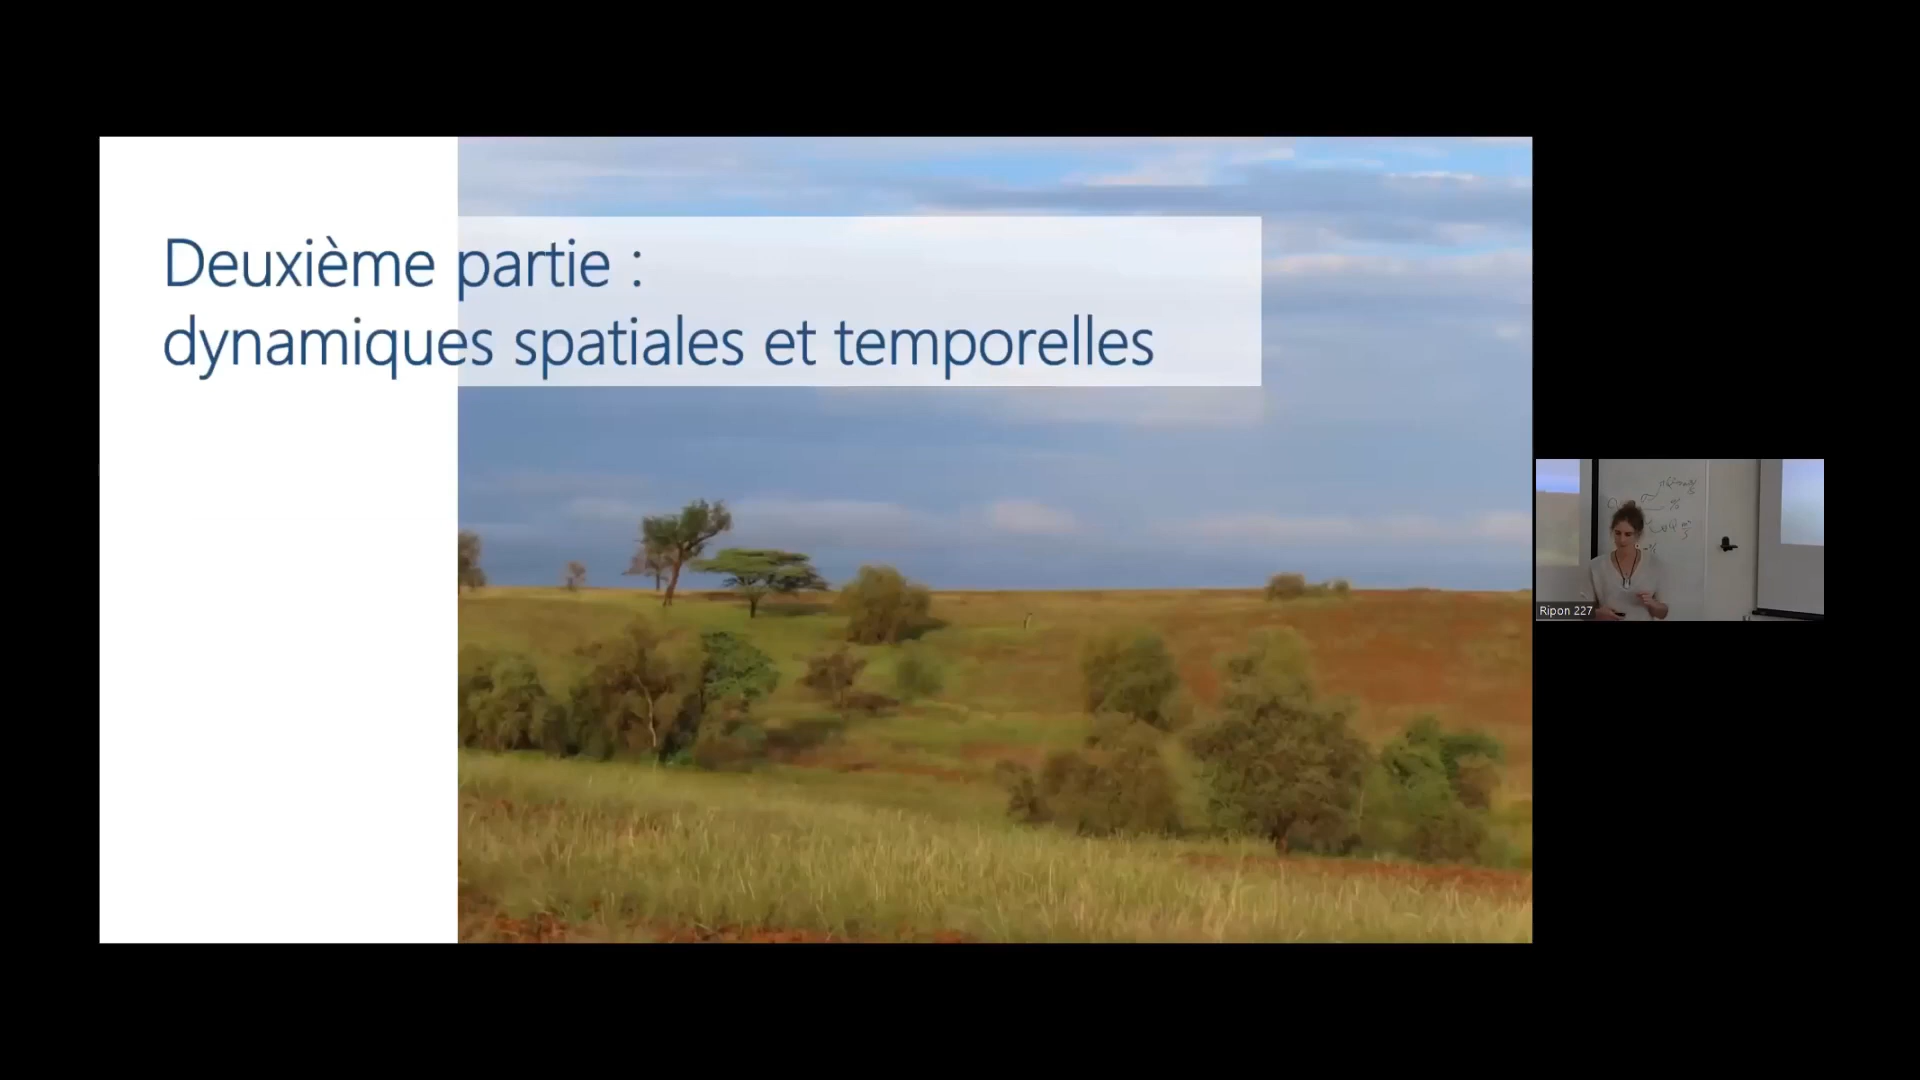 Deuxième partie :
dynamiques spatiales et temporelles
Ripon 227